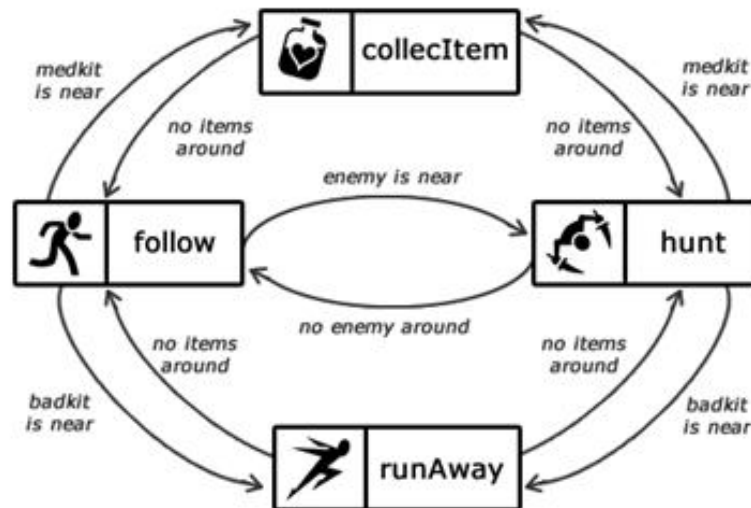 collecItem
medkit
is near
medkit
is near
no items
around
no items
around
enemy is near
follow
hunt
no enemy around
no items
around
no items
around
badkit
is near
badkit
is near
runAway